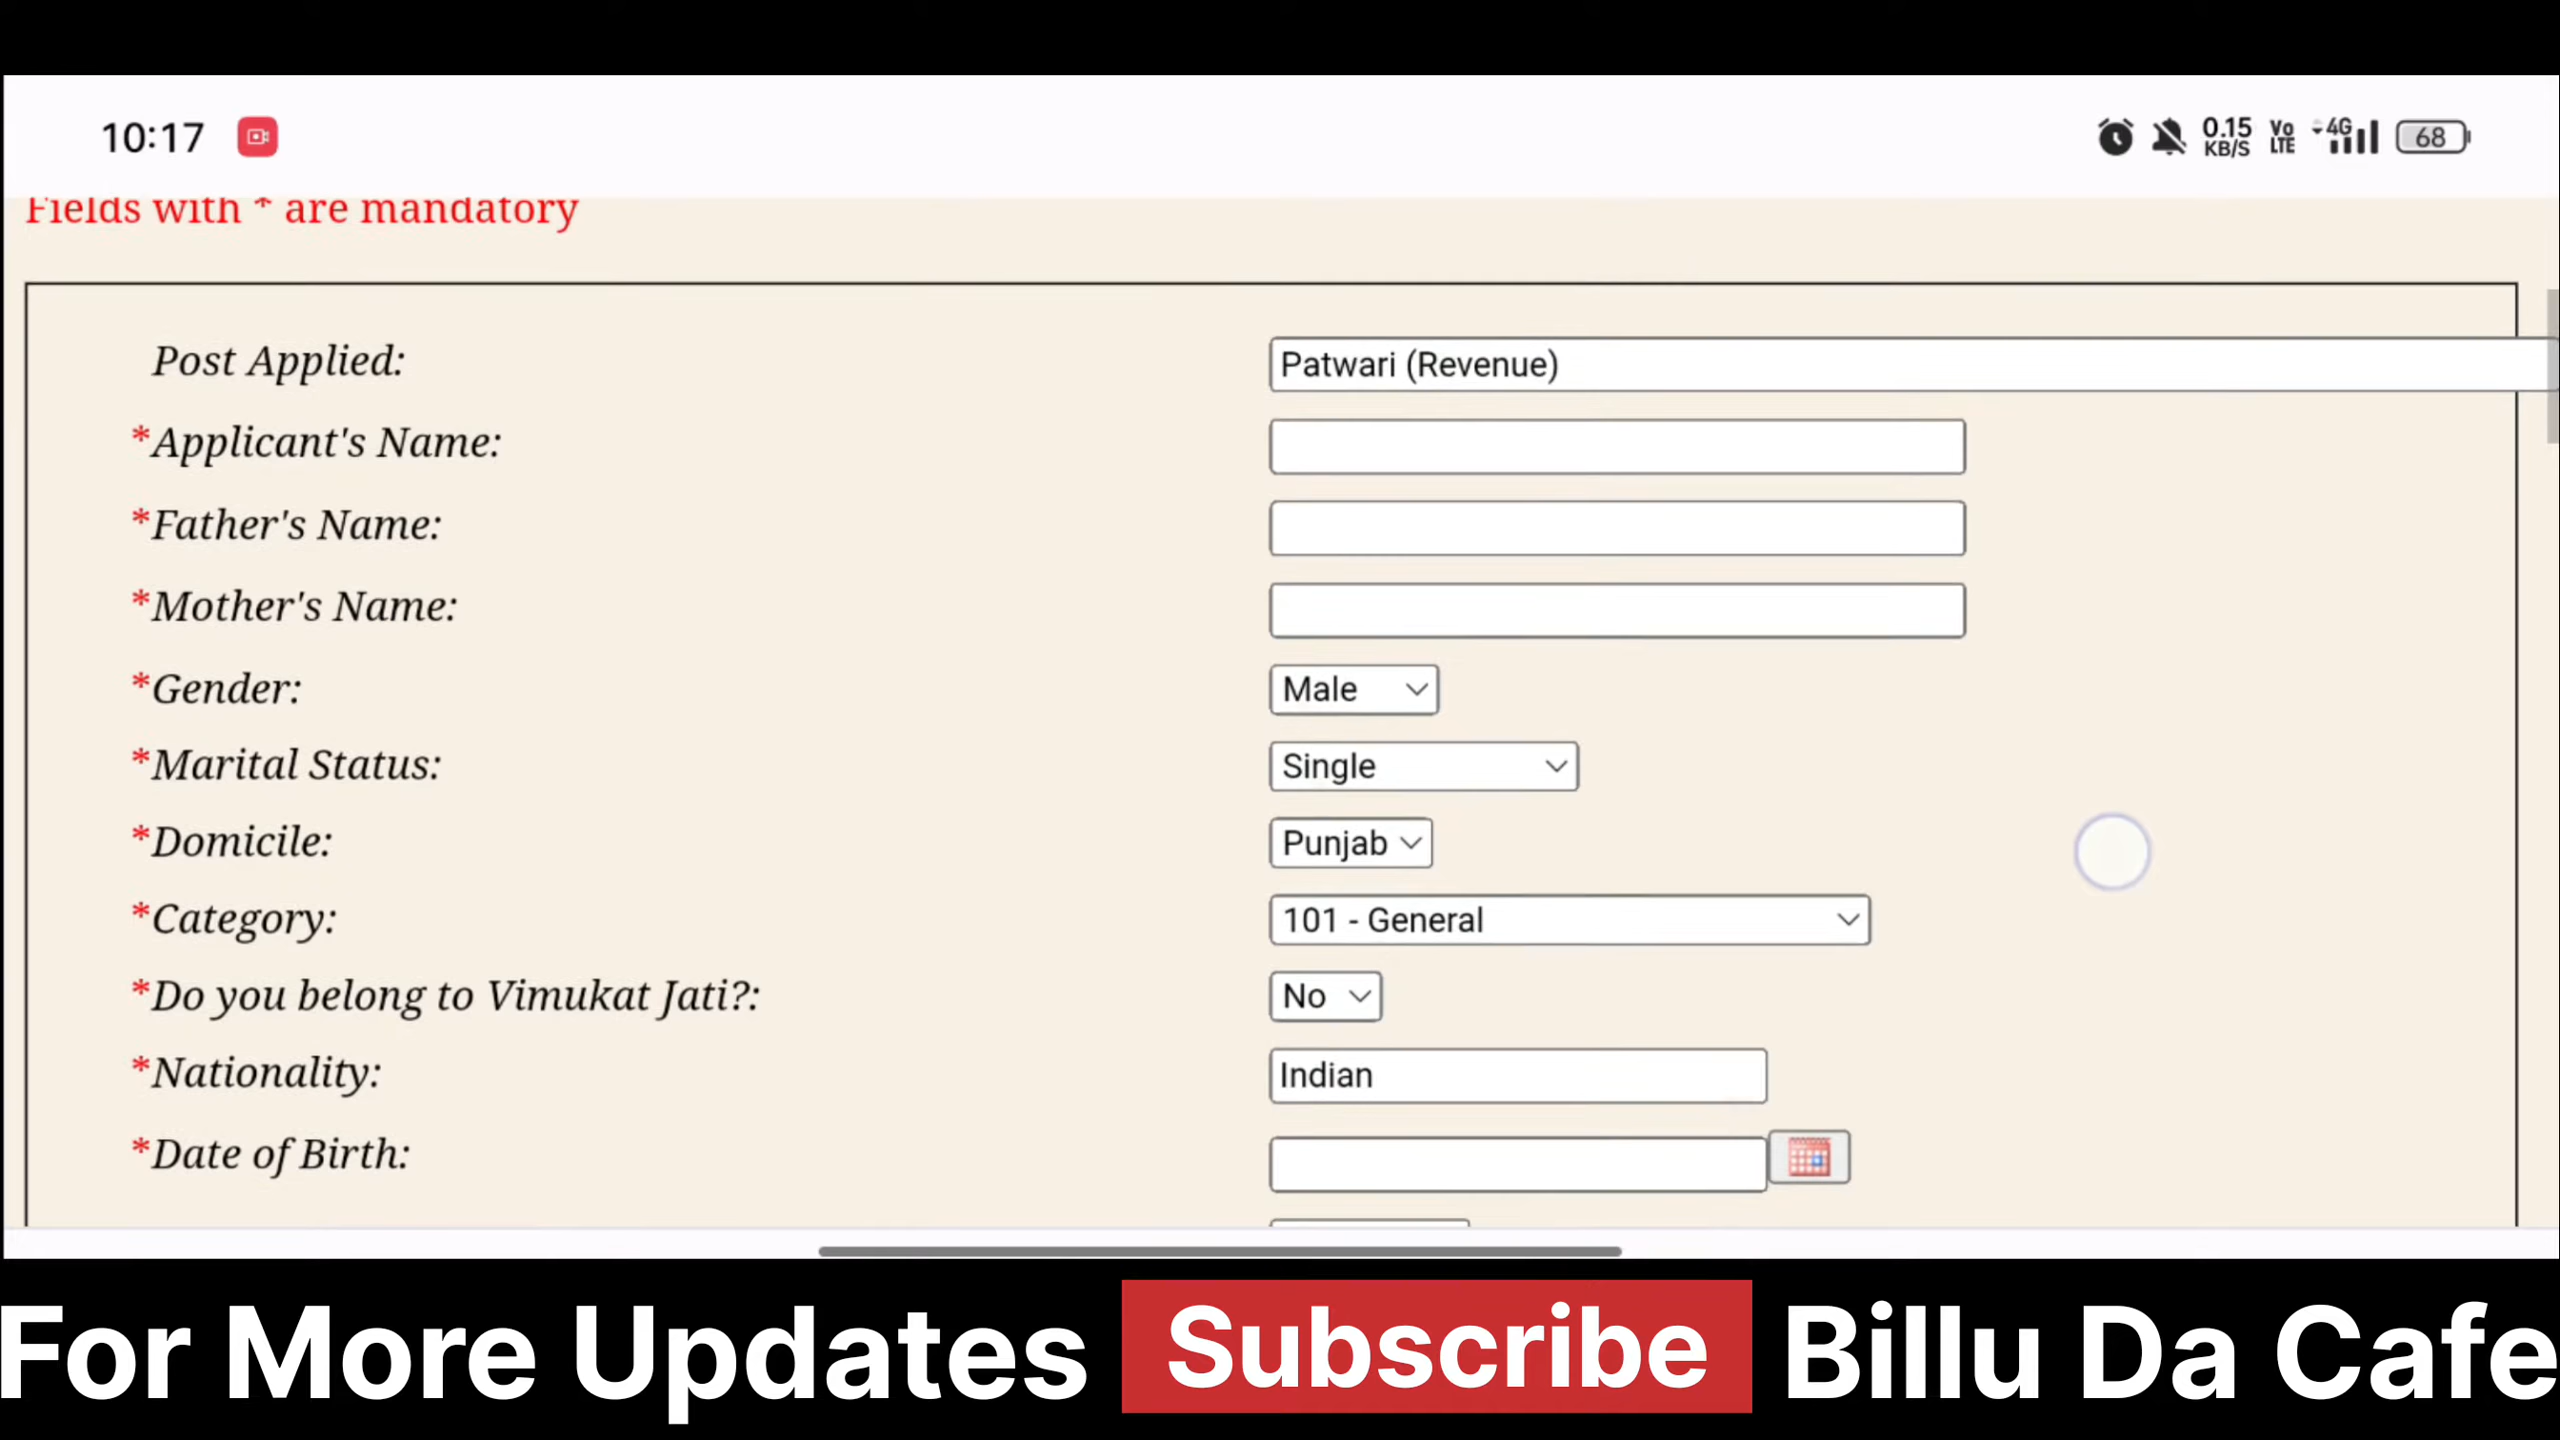 10:17
0.15 KB/S Vo LTE 4G 68
Fields with * are mandatory
Post Applied: Patwari (Revenue)
*Applicant's Name:
*Father's Name:
*Mother's Name:
*Gender: Male
*Marital Status: Single
*Domicile: Punjab
*Category: 101 - General
*Do you belong to Vimukat Jati?: No
*Nationality: Indian
*Date of Birth:
For More Updates Subscribe Billu Da Cafe